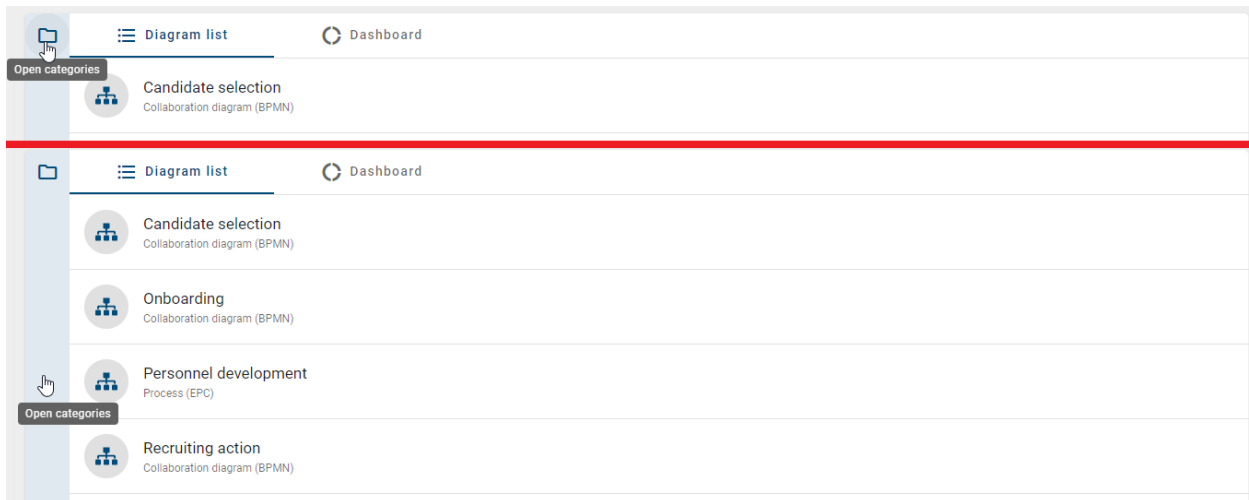 Diagram list
Dashboard
Open categories
Candidate selection
Collaboration diagram (BPMN)
Diagram list
Dashboard
Candidate selection
Collaboration diagram (BPMN)
Onboarding
Collaboration diagram (BPMN)
Personnel development
Process (EPC)
Open categories
Recruiting action
Collaboration diagram (BPMN)